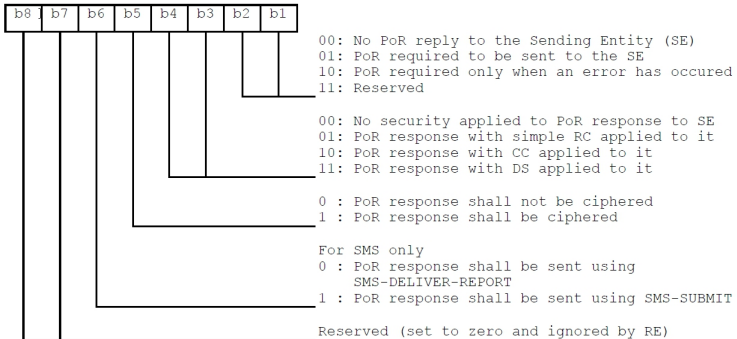 b8 b7 b6 b5 b4 b3 b2 b1
00: No PoR reply to the Sending Entity (SE)
01: PoR required to be sent to the SE
10: PoR required only when an error has occured
11: Reserved
00: No security applied to PoR response to SE
01: PoR response with simple RC applied to it
10: PoR response with CC applied to it
11: PoR response with DS applied to it
0 : PoR response shall not be ciphered
1 : PoR response shall be ciphered
For SMS only
0 : PoR response shall be sent using
SMS-DELIVER-REPORT
1 : PoR response shall be sent using SMS-SUBMIT
Reserved (set to zero and ignored by RE)